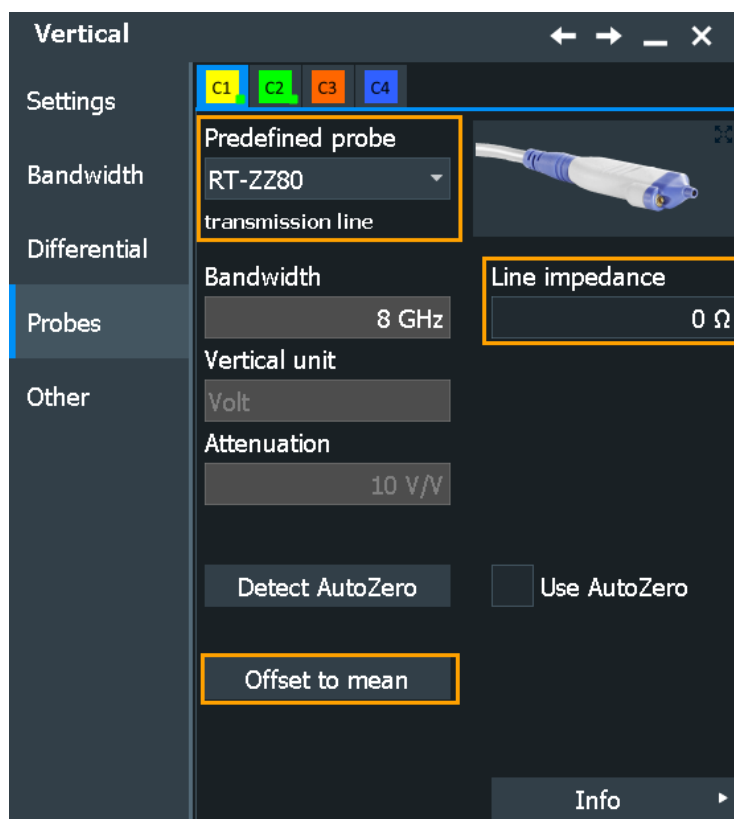 Vertical
Settings
Bandwidth
Differential
Probes
Other
C1 C2 C3 C4
Predefined probe
RT-ZZ80
transmission line
Bandwidth
8 GHz
Line impedance
0 Ω
Vertical unit
Volt
Attenuation
10 V/V
Detect AutoZero
Use AutoZero
Offset to mean
Info